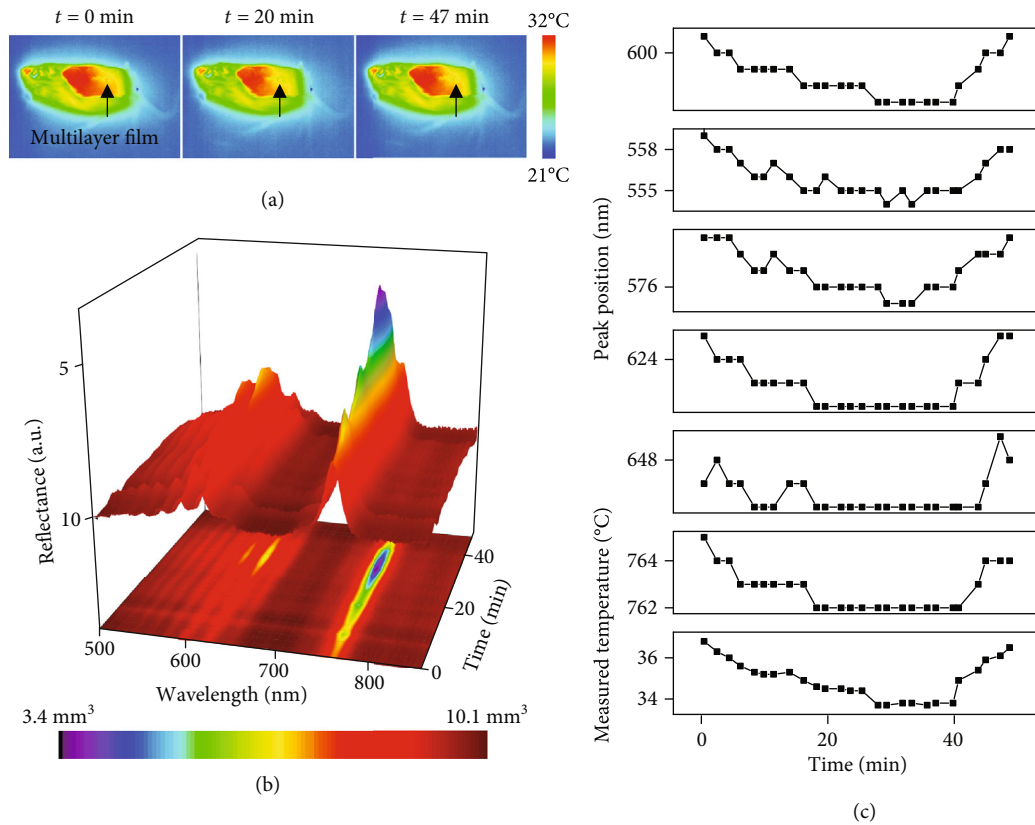 t = 0 min
t = 20 min
t = 47 min
32°C
Multilayer film
21°C
(a)
5
10
Reflectance (a.u.)
500
600
700
800
Wavelength (nm)
0
20
40
Time (min)
3.4 mm³
10.1 mm³
(b)
600
558
555
576
624
648
764
762
36
34
Peak position (nm)
Measured temperature (°C)
0
20
40
Time (min)
(c)